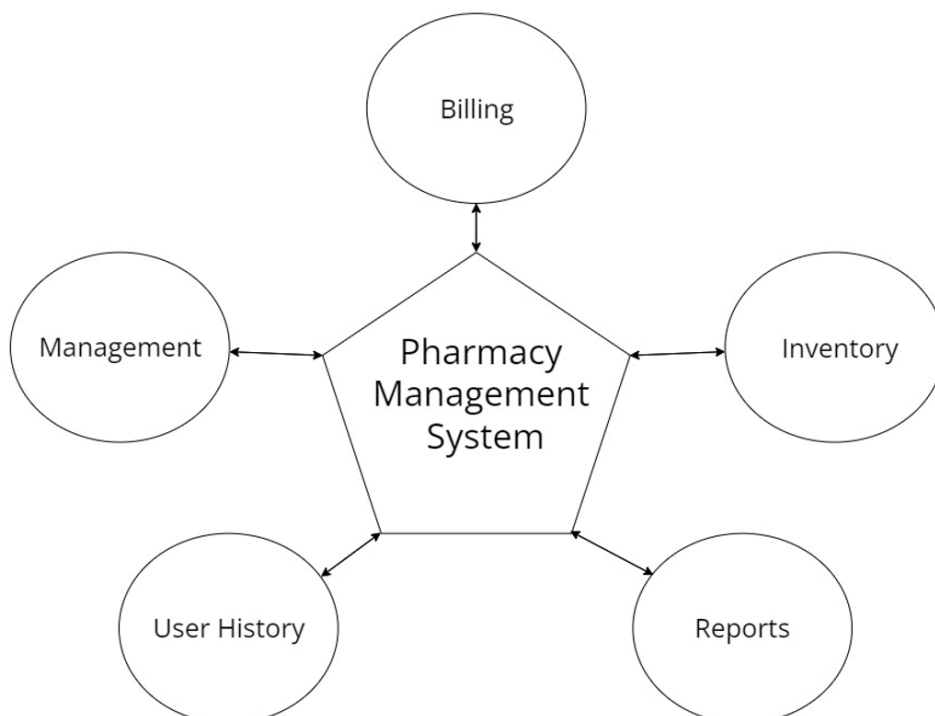 Billing
Management
Pharmacy
Management
System
Inventory
User History
Reports